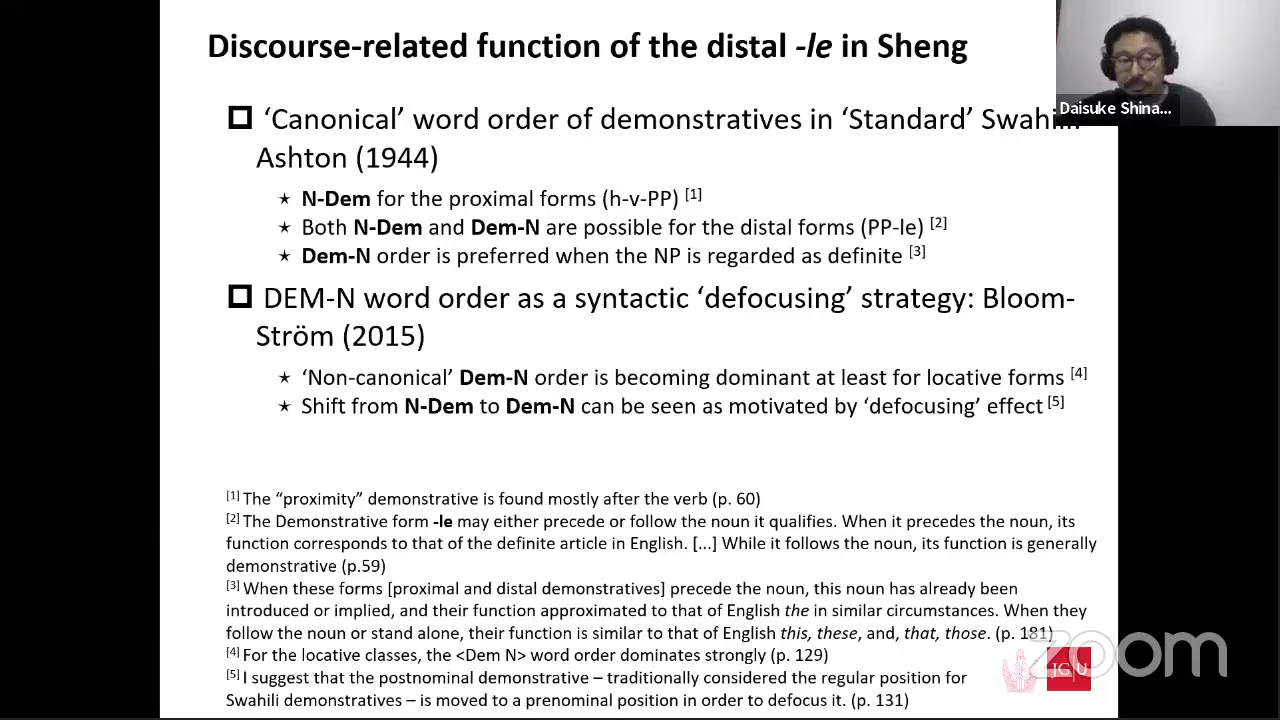 Discourse-related function of the distal -le in Sheng
Daisuke Shina...
‘Canonical’ word order of demonstratives in ‘Standard’ Swahili:
Ashton (1944)
N-Dem for the proximal forms (h-v-PP) [1]
Both N-Dem and Dem-N are possible for the distal forms (PP-le) [2]
Dem-N order is preferred when the NP is regarded as definite [3]
DEM-N word order as a syntactic ‘defocusing’ strategy: Bloom-
Ström (2015)
‘Non-canonical’ Dem-N order is becoming dominant at least for locative forms [4]
Shift from N-Dem to Dem-N can be seen as motivated by ‘defocusing’ effect [5]
[1] The “proximity” demonstrative is found mostly after the verb (p. 60)
[2] The Demonstrative form -le may either precede or follow the noun it qualifies. When it precedes the noun, its
function corresponds to that of the definite article in English. [...] While it follows the noun, its function is generally
demonstrative (p.59)
[3] When these forms [proximal and distal demonstratives] precede the noun, this noun has already been
introduced or implied, and their function approximated to that of English the in similar circumstances. When they
follow the noun or stand alone, their function is similar to that of English this, these, and, that, those. (p. 181)
[4] For the locative classes, the <Dem N> word order dominates strongly (p. 129)
[5] I suggest that the postnominal demonstrative – traditionally considered the regular position for
Swahili demonstratives – is moved to a prenominal position in order to defocus it. (p. 131)
zoom
JG|U